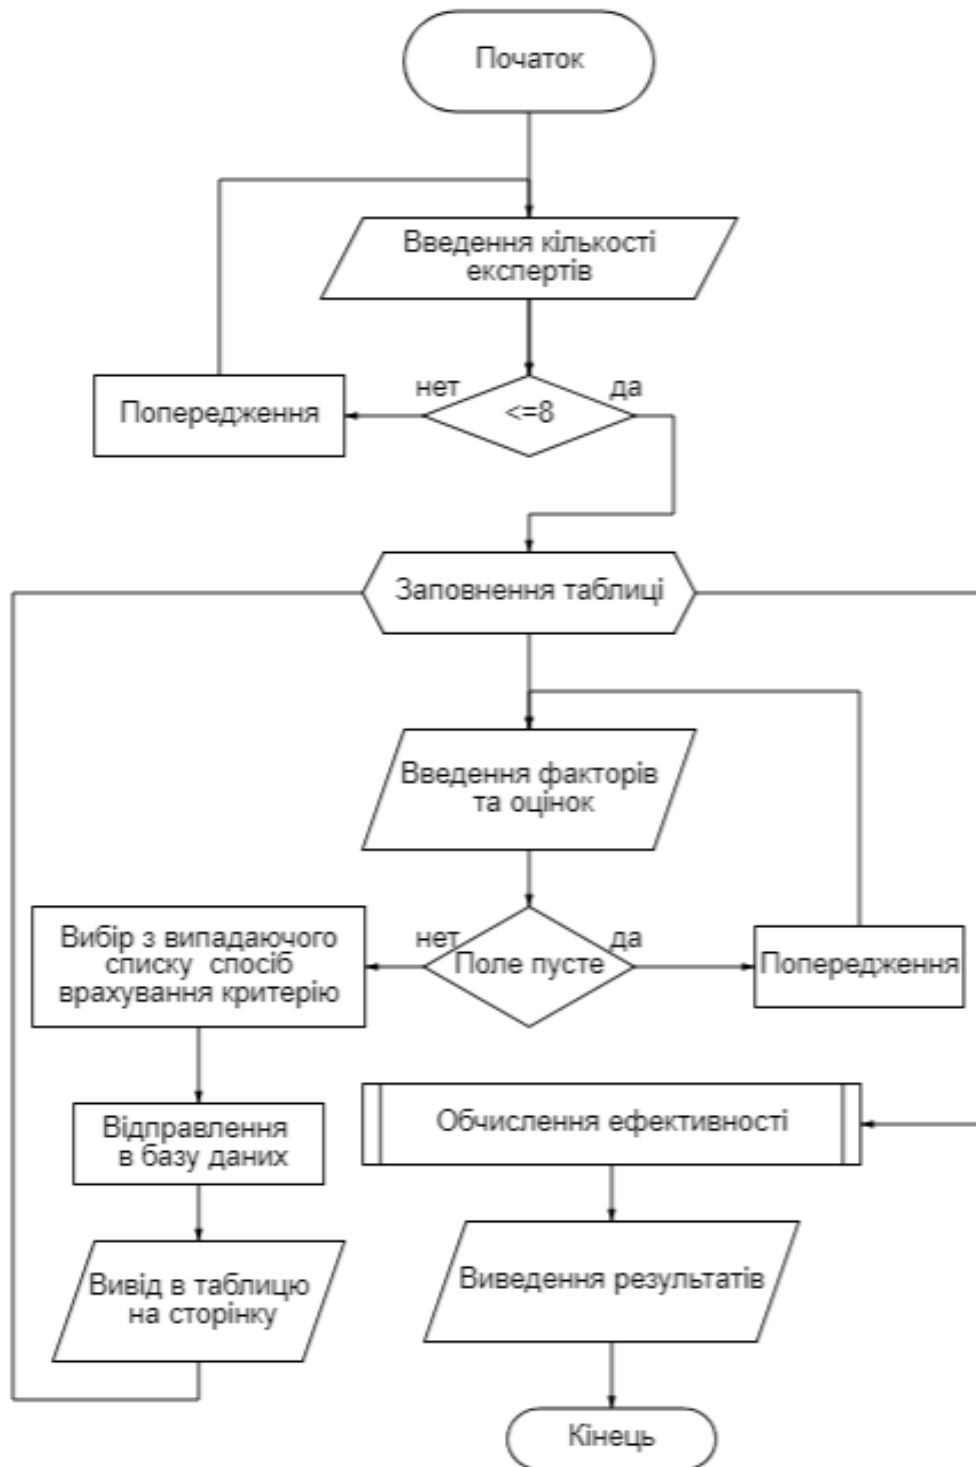 Початок
Введення кількості
експертів
нет
да
Попередження
<=8
Заповнення таблиці
Введення факторів
та оцінок
Вибір з випадаючого
списку спосіб
врахування критерію
нет
да
Поле пусте
Попередження
Відправлення
в базу даних
Обчислення ефективності
Вивід в таблицю
на сторінку
Виведення результатів
Кінець